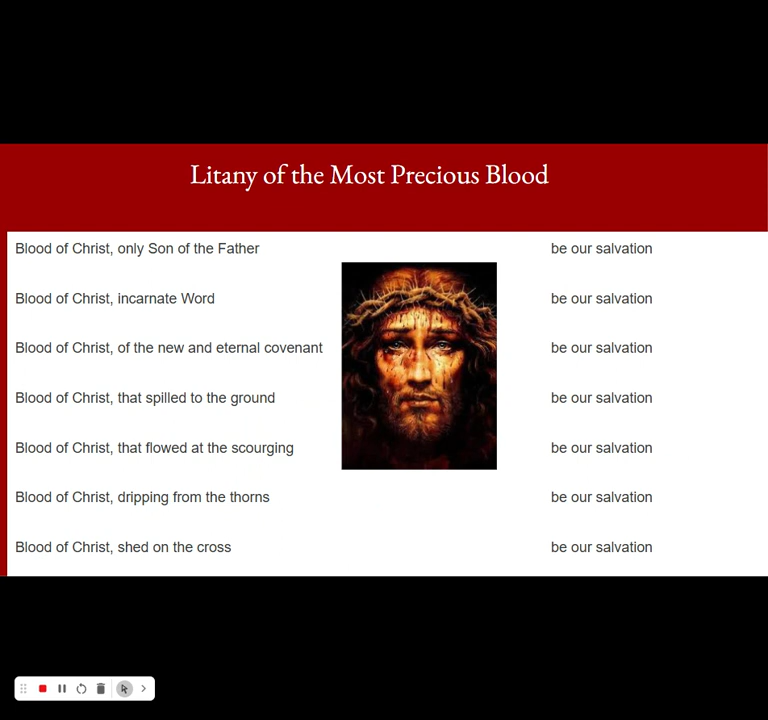 Litany of the Most Precious Blood
Blood of Christ, only Son of the Father be our salvation
Blood of Christ, incarnate Word be our salvation
Blood of Christ, of the new and eternal covenant be our salvation
Blood of Christ, that spilled to the ground be our salvation
Blood of Christ, that flowed at the scourging be our salvation
Blood of Christ, dripping from the thorns be our salvation
Blood of Christ, shed on the cross be our salvation